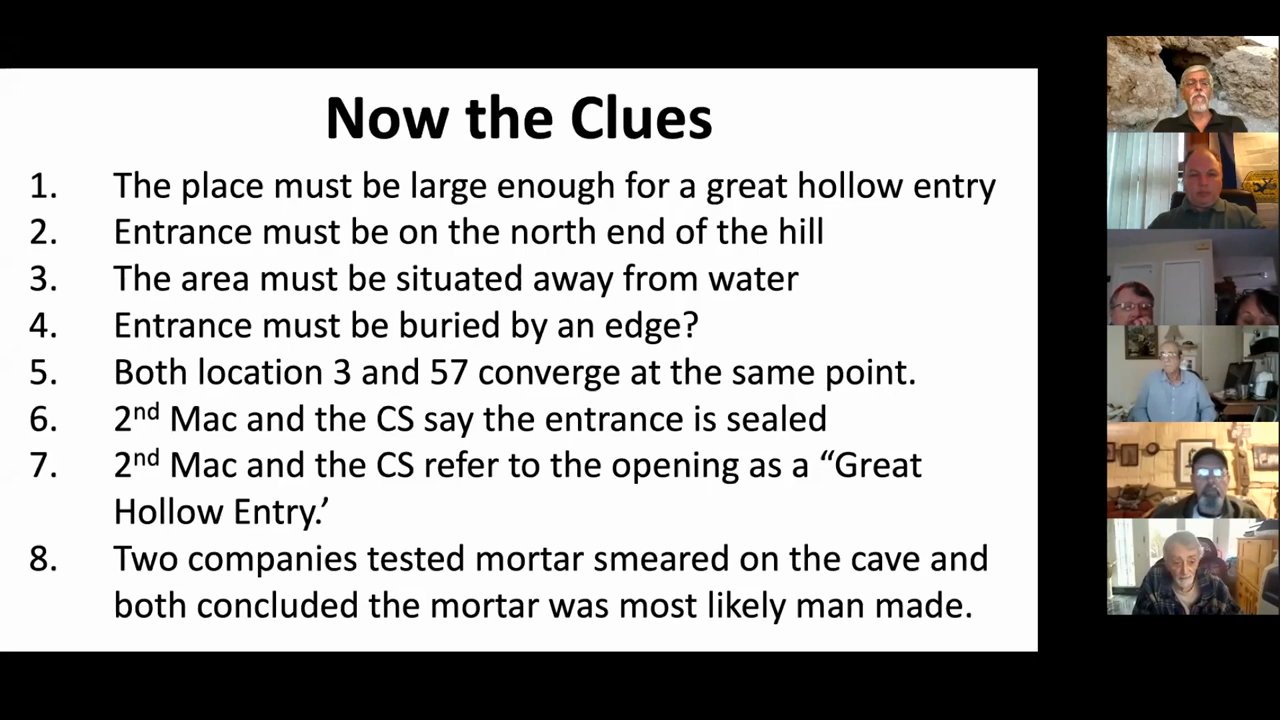 Now the Clues
1. The place must be large enough for a great hollow entry
2. Entrance must be on the north end of the hill
3. The area must be situated away from water
4. Entrance must be buried by an edge?
5. Both location 3 and 57 converge at the same point.
6. 2nd Mac and the CS say the entrance is sealed
7. 2nd Mac and the CS refer to the opening as a “Great
Hollow Entry.’
8. Two companies tested mortar smeared on the cave and
both concluded the mortar was most likely man made.